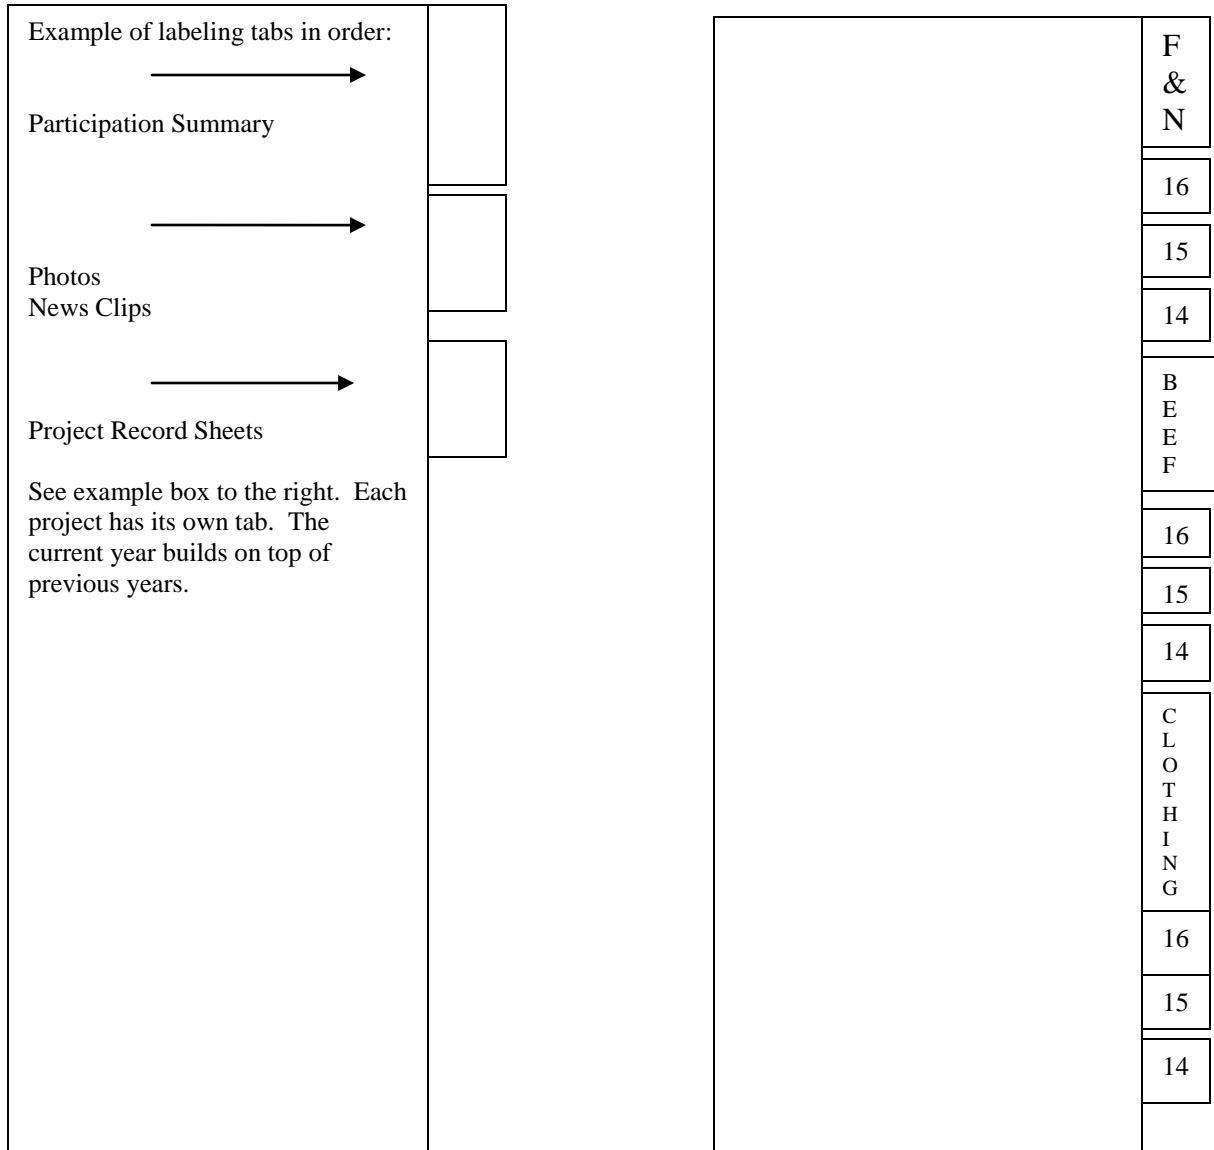 Example of labeling tabs in order:
Participation Summary
Photos
News Clips
Project Record Sheets
See example box to the right.  Each
project has its own tab.  The
current year builds on top of
previous years.
F
&
N
16
15
14
B
E
E
F
16
15
14
C
L
O
T
H
I
N
G
16
15
14